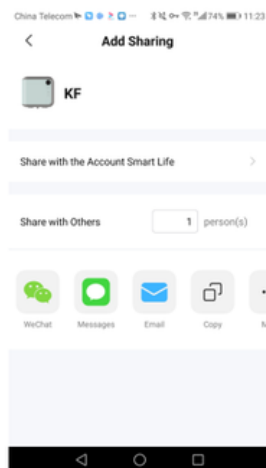 China Telecom 74% 11:23
Add Sharing
KF
Share with the Account Smart Life
Share with Others 1 person(s)
WeChat Messages Email Copy